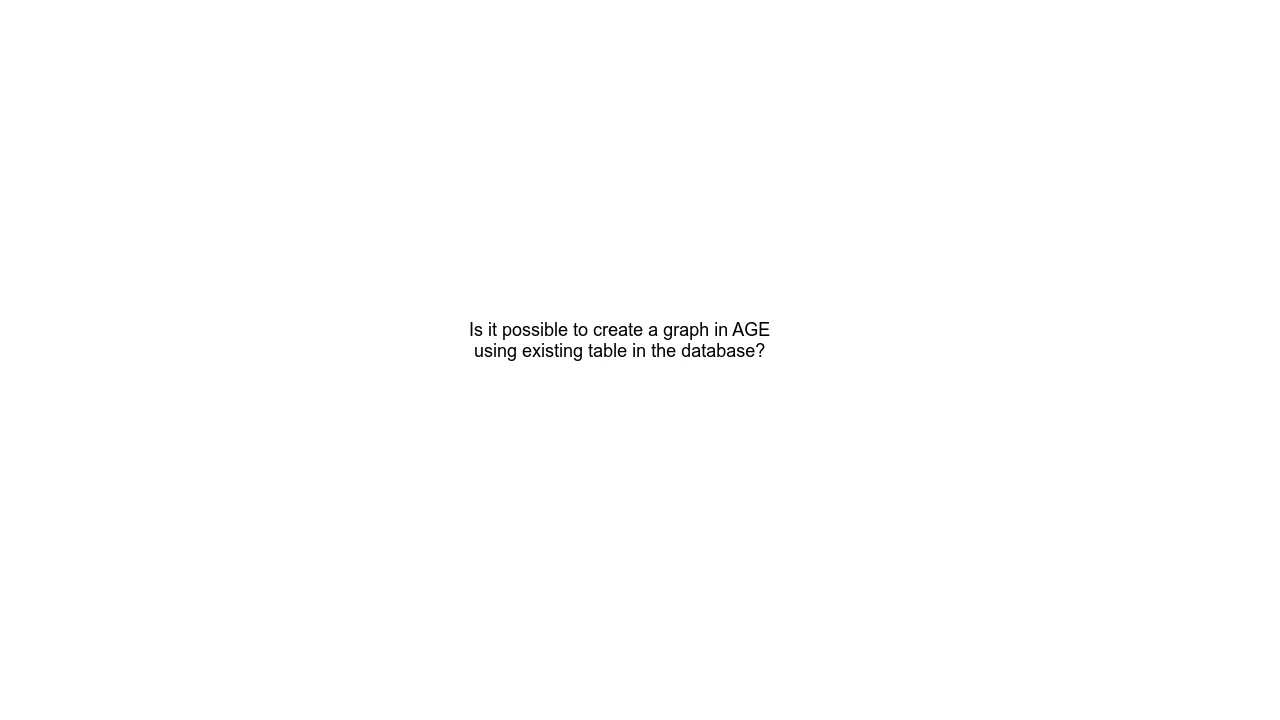 Is it possible to create a graph in AGE
using existing table in the database?